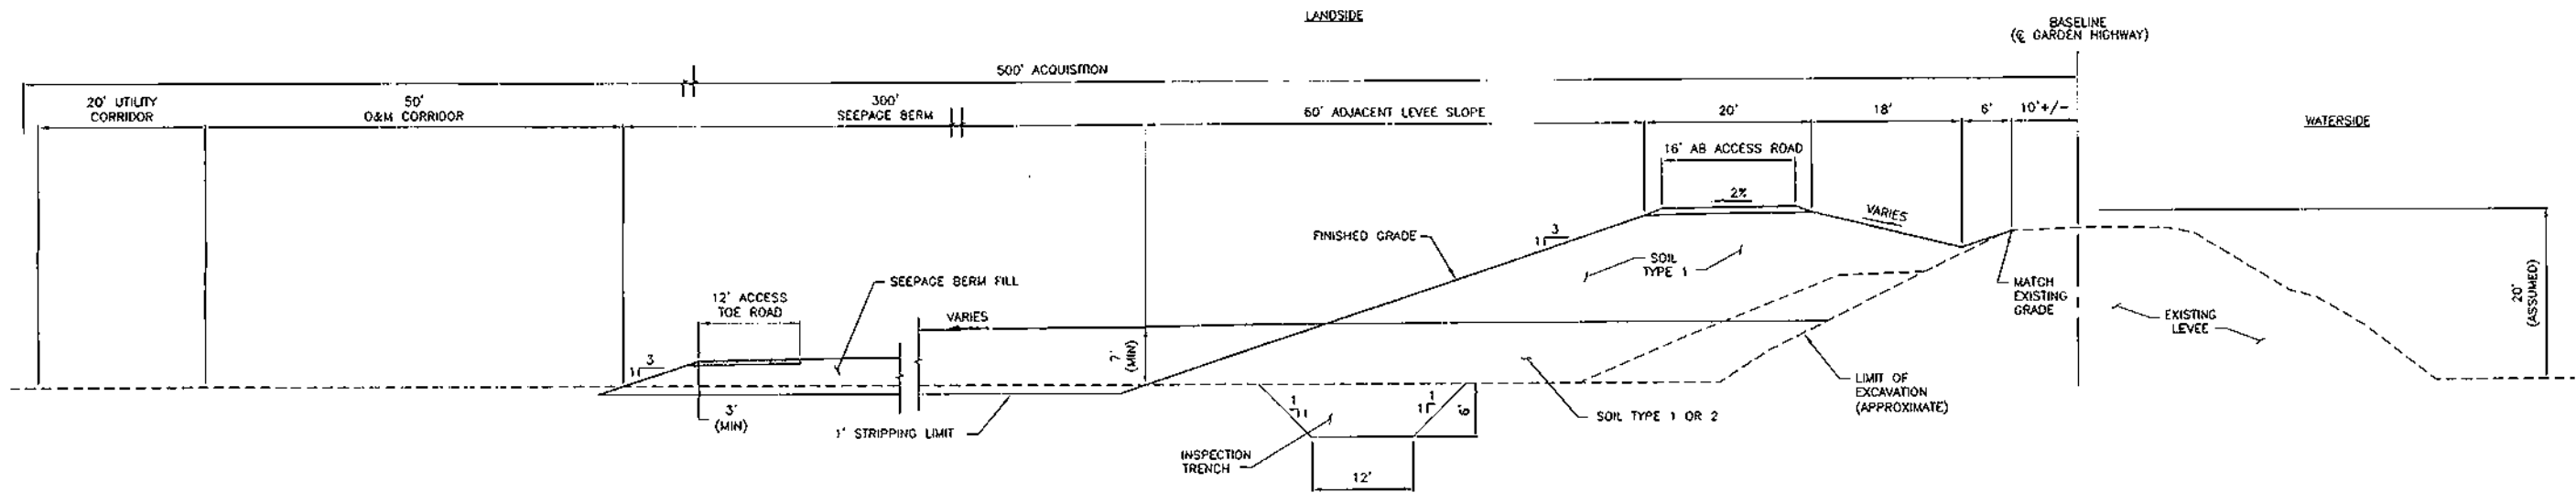 LANDSIDE
BASELINE
(℄ GARDEN HIGHWAY)
500' ACQUISITION
20' UTILITY
CORRIDOR
50'
O&M CORRIDOR
300'
SEEPAGE BERM
60' ADJACENT LEVEE SLOPE
20'
18'
6'
10'+/-
WATERSIDE
16' AB ACCESS ROAD
2%
VARIES
FINISHED GRADE
3
1
SOIL
TYPE 1
MATCH
EXISTING
GRADE
EXISTING
LEVEE
20'
(ASSUMED)
SEEPAGE BERM FILL
12' ACCESS
TOE ROAD
VARIES
3
1
7'
(MIN)
3'
(MIN)
1' STRIPPING LIMIT
1
1
1
1
6'
INSPECTION
TRENCH
12'
SOIL TYPE 1 OR 2
LIMIT OF
EXCAVATION
(APPROXIMATE)